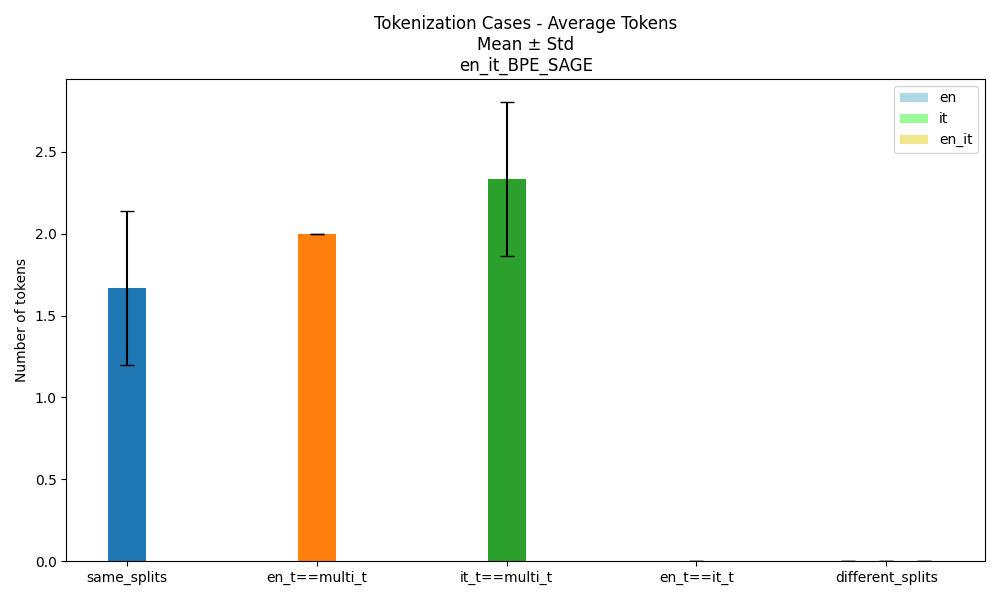 Tokenization Cases - Average Tokens
Mean ± Std
en_it_BPE_SAGE
en
it
en_it
Number of tokens
2.5
2.0
1.5
1.0
0.5
0.0
same_splits
en_t==multi_t
it_t==multi_t
en_t==it_t
different_splits